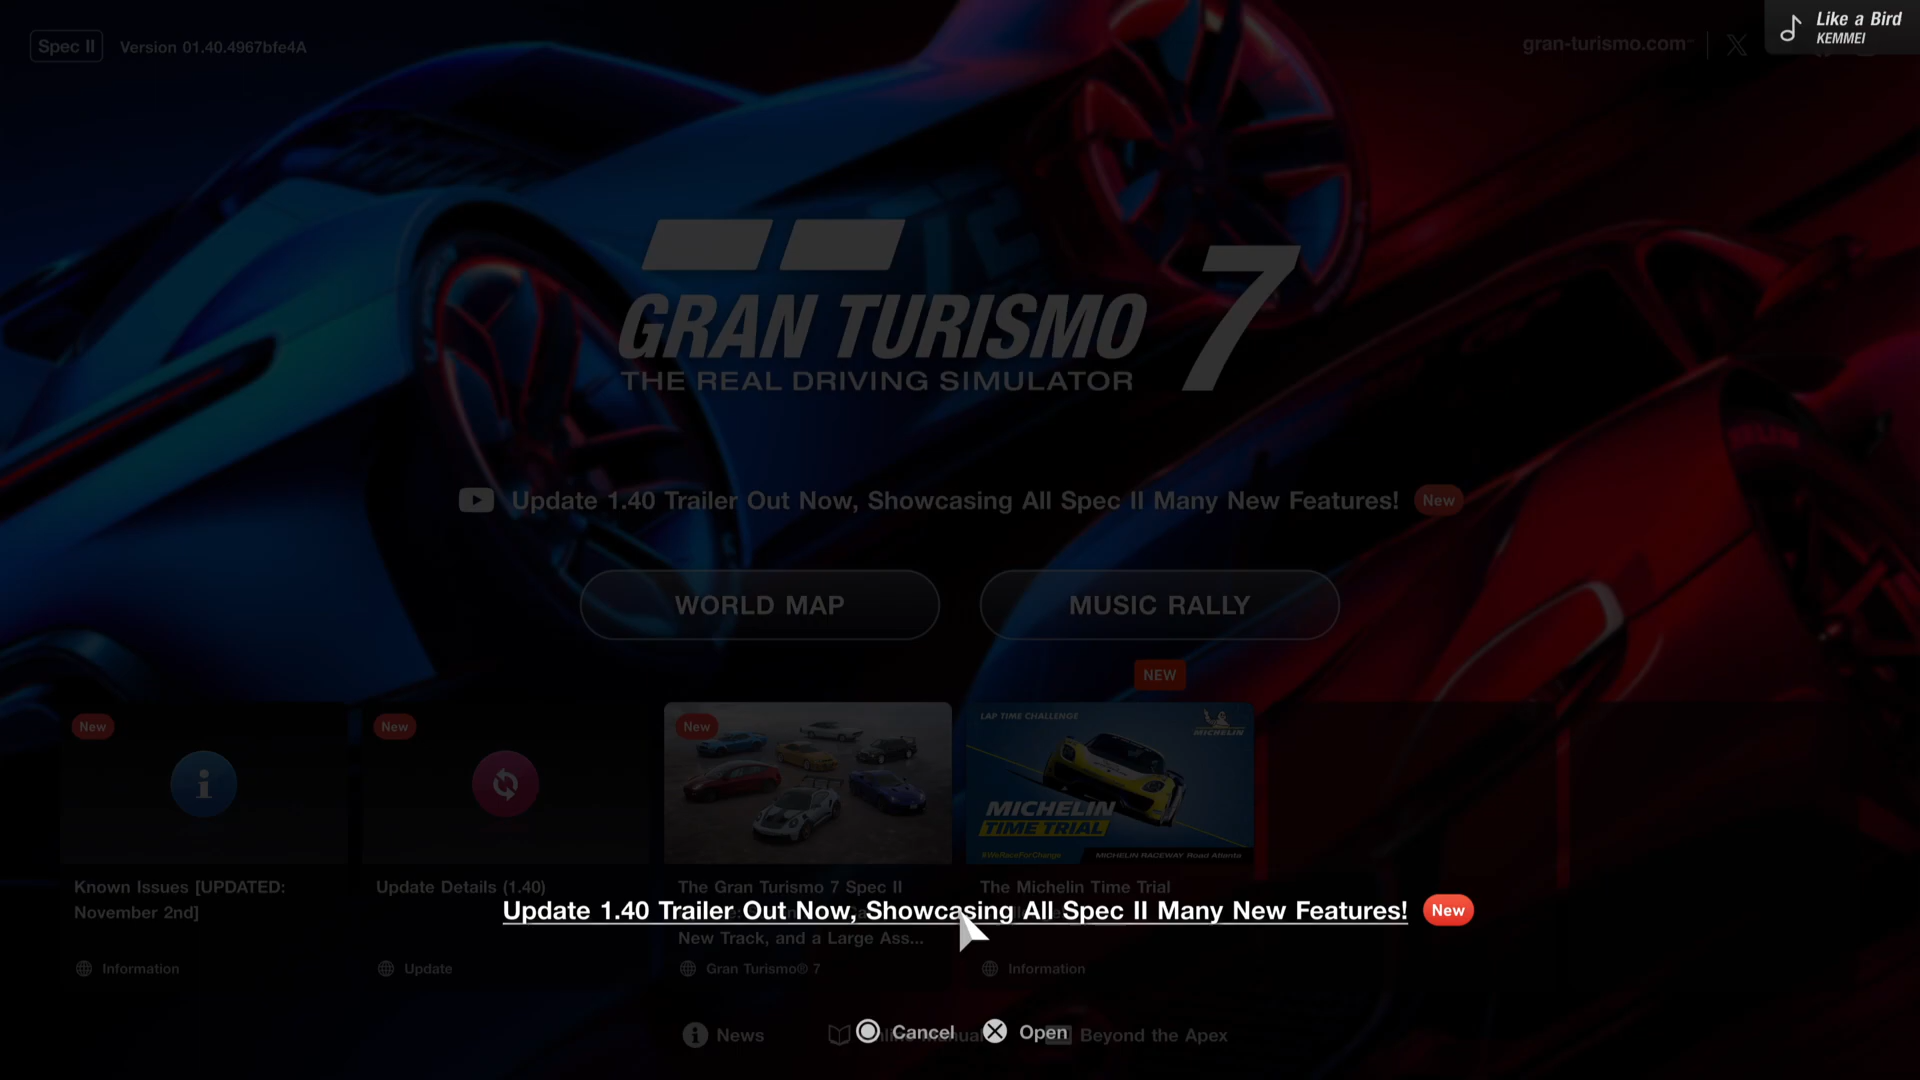 Spec II
Version 01.40.4967bfe4A
gran-turismo.com
Like a Bird
KEMMEI
GRAN TURISMO 7
THE REAL DRIVING SIMULATOR
Update 1.40 Trailer Out Now, Showcasing All Spec II Many New Features!
New
WORLD MAP
MUSIC RALLY
NEW
New
New
New
LAP TIME CHALLENGE
MICHELIN
MICHELIN
TIME TRIAL
#WeRaceForChange
MICHELIN RACEWAY Road Atlanta
Known Issues [UPDATED:
November 2nd]
Update Details (1.40)
The Gran Turismo 7 Spec II
New Track, and a Large Ass...
The Michelin Time Trial
Update 1.40 Trailer Out Now, Showcasing All Spec II Many New Features!
New
Information
Update
Gran Turismo® 7
Information
News
Cancel
Open
Beyond the Apex